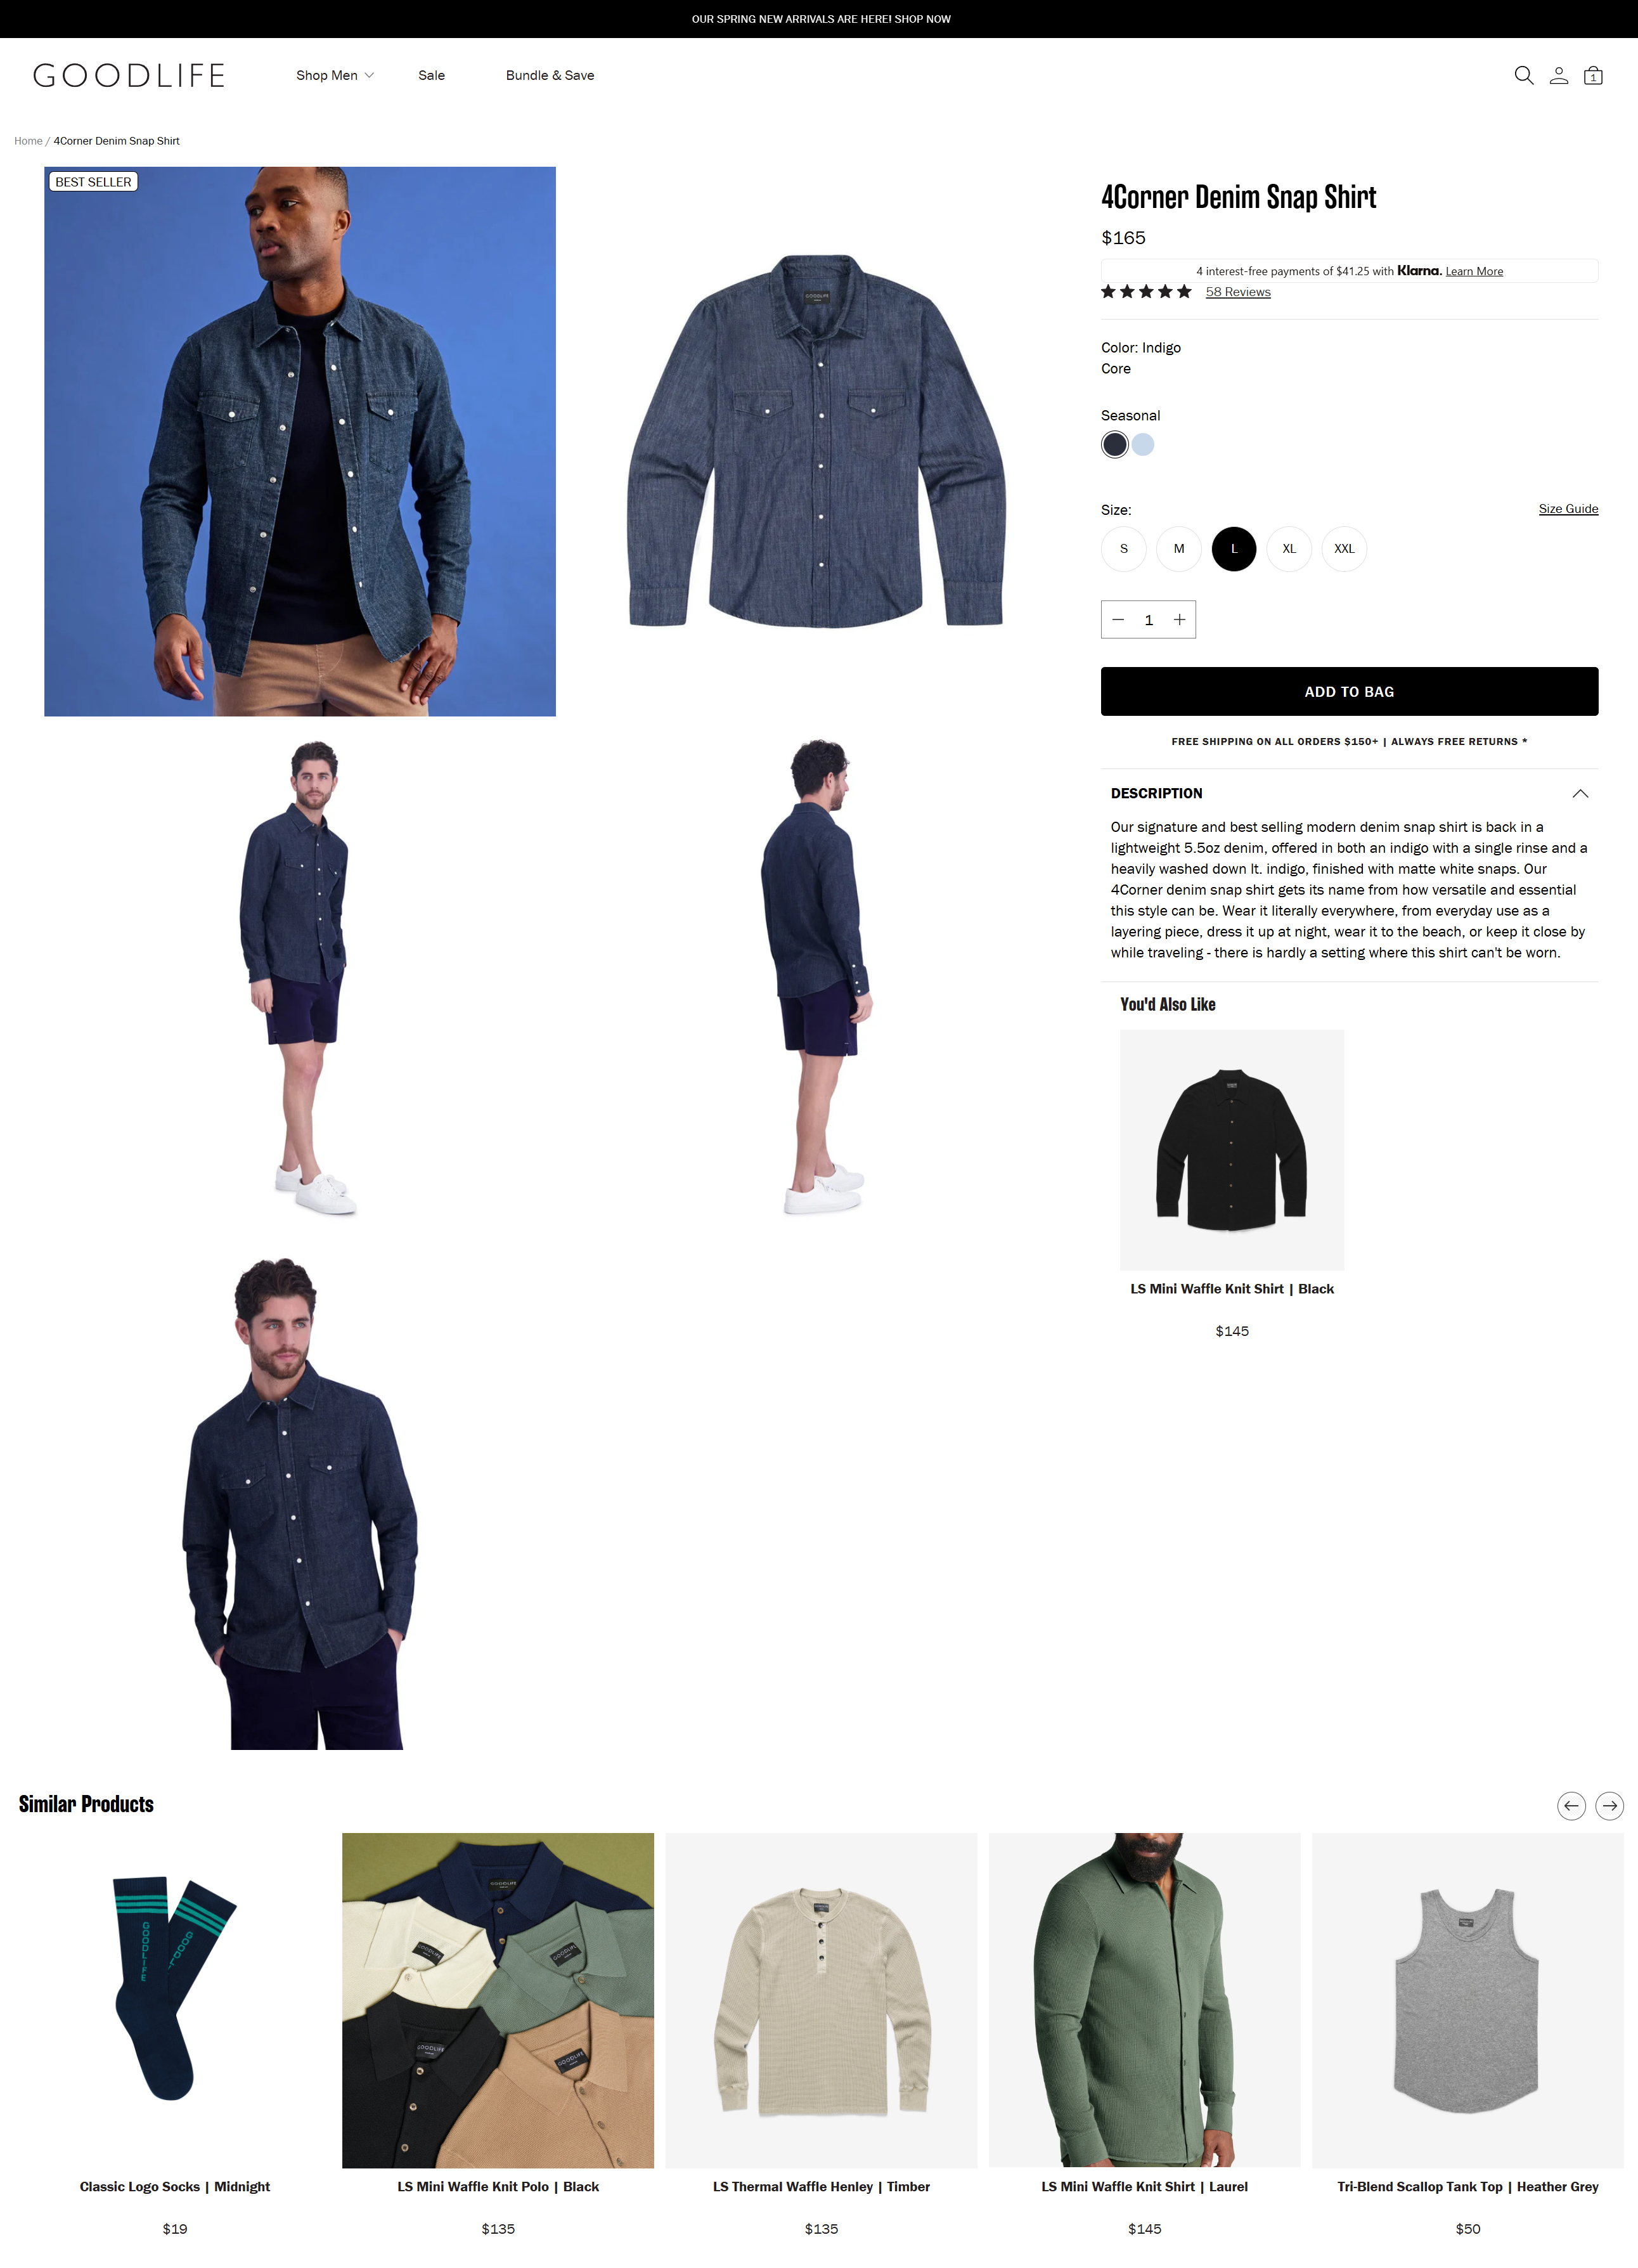 OUR SPRING NEW ARRIVALS ARE HERE! SHOP NOW
GOODLIFE
Shop Men
Sale
Bundle & Save
1
Home / 4Corner Denim Snap Shirt
BEST SELLER
GOODLIFE
4Corner Denim Snap Shirt
$165
4 interest-free payments of $41.25 with Klarna. Learn More
58 Reviews
Color: Indigo
Core
Seasonal
Size:
Size Guide
S
M
L
XL
XXL
1
ADD TO BAG
FREE SHIPPING ON ALL ORDERS $150+ | ALWAYS FREE RETURNS *
DESCRIPTION
Our signature and best selling modern denim snap shirt is back in a
lightweight 5.5oz denim, offered in both an indigo with a single rinse and a
heavily washed down lt. indigo, finished with matte white snaps. Our
4Corner denim snap shirt gets its name from how versatile and essential
this style can be. Wear it literally everywhere, from everyday use as a
layering piece, dress it up at night, wear it to the beach, or keep it close by
while traveling - there is hardly a setting where this shirt can't be worn.
You'd Also Like
LS Mini Waffle Knit Shirt | Black
$145
Similar Products
GOODLIFE
GOODLIFE
GOODLIFE
GOODLIFE
GOODLIFE
GOODLIFE
Classic Logo Socks | Midnight
$19
LS Mini Waffle Knit Polo | Black
$135
LS Thermal Waffle Henley | Timber
$135
LS Mini Waffle Knit Shirt | Laurel
$145
Tri-Blend Scallop Tank Top | Heather Grey
$50